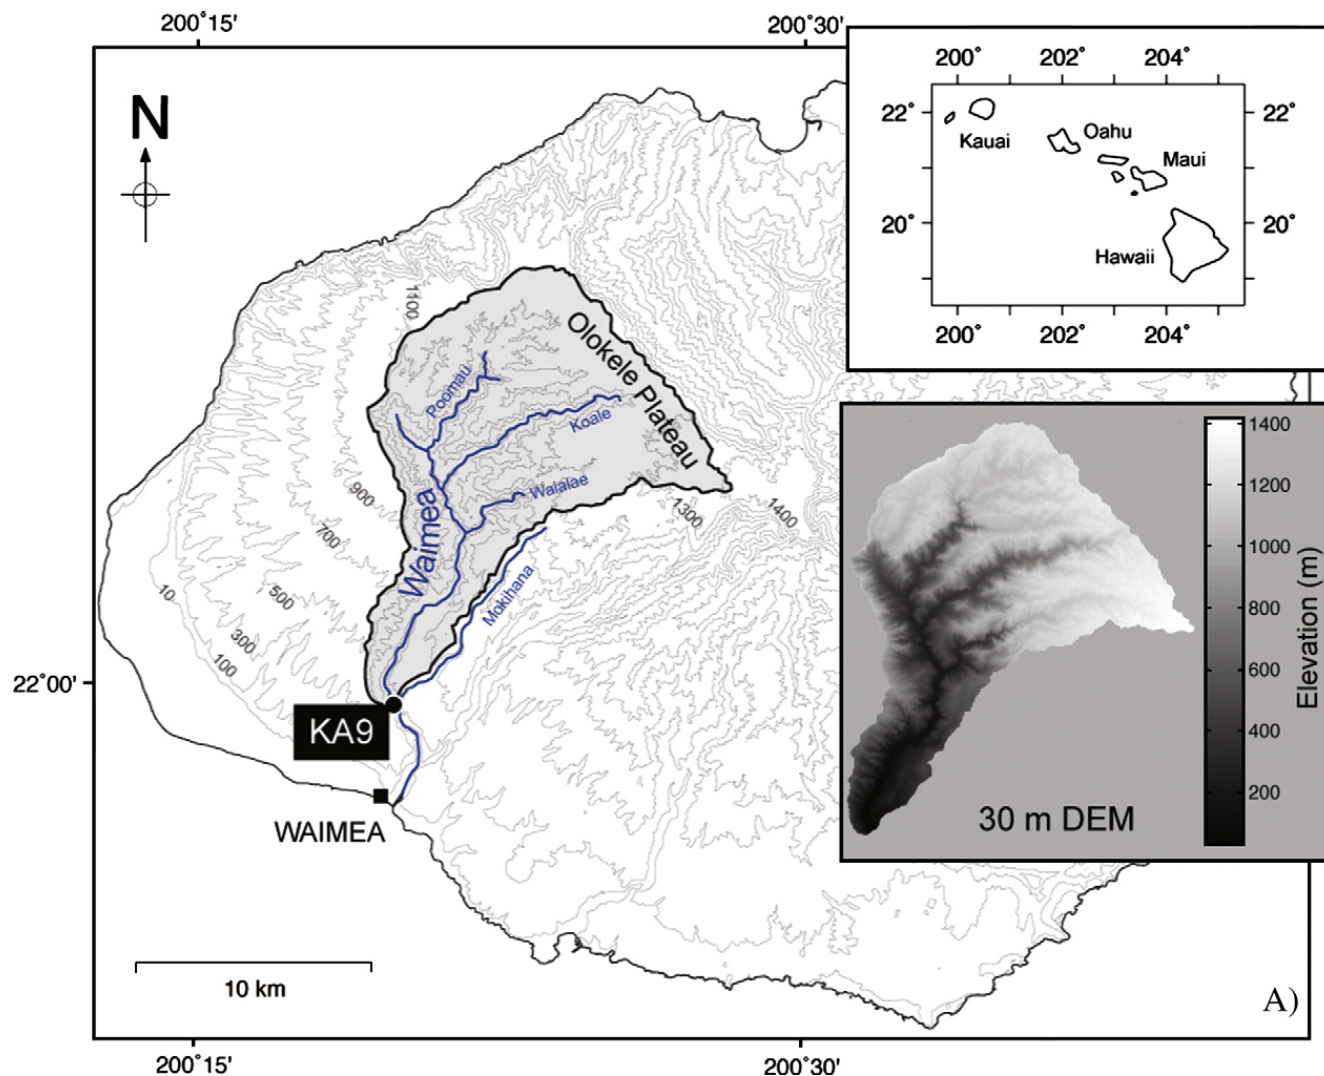 200°15'
200°30'
N
200° 202° 204°
22° 22°
Kauai
Oahu
Maui
20° 20°
Hawaii
200° 202° 204°
1100
Olokele Plateau
Poomau
Koale
Waialae
Waimea
Mokihana
900
700
500
300
100
10
1300
1400
22°00'
KA9
WAIMEA
10 km
1400
1200
1000
800
600
400
200
Elevation (m)
30 m DEM
A)
200°15'
200°30'